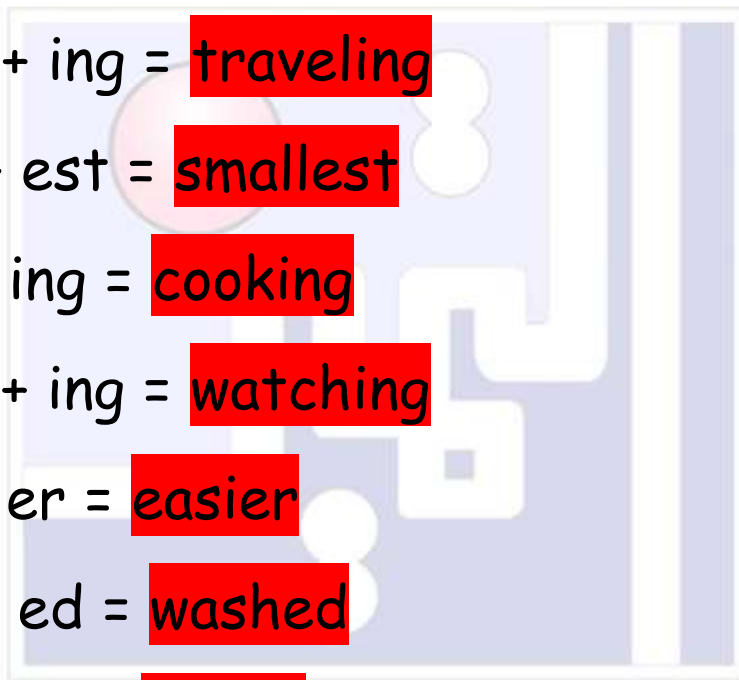 + ing = traveling
est = smallest
ing = cooking
+ ing = watching
er = easier
ed = washed